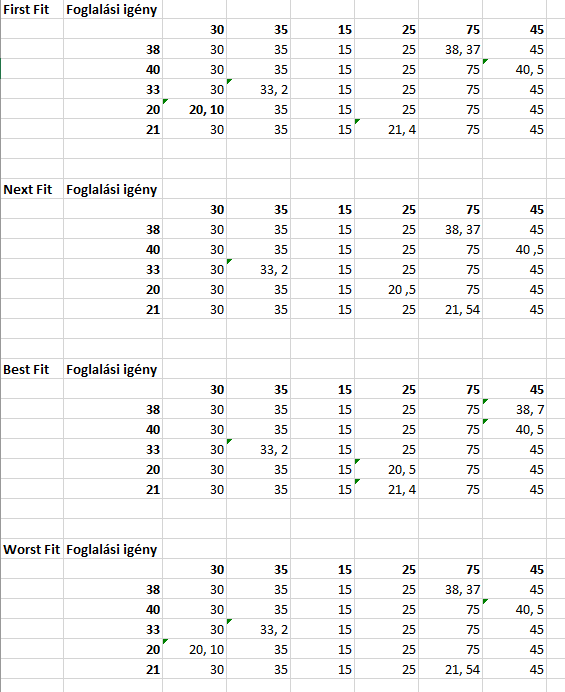 First Fit Foglalási igény
30 35 15 25 75 45
38 30 35 15 25 38, 37 45
40 30 35 15 25 75 40, 5
33 30 33, 2 15 25 75 45
20 20, 10 35 15 25 75 45
21 30 35 15 21, 4 75 45
Next Fit Foglalási igény
30 35 15 25 75 45
38 30 35 15 25 38, 37 45
40 30 35 15 25 75 40 ,5
33 30 33, 2 15 25 75 45
20 30 35 15 20 ,5 75 45
21 30 35 15 25 21, 54 45
Best Fit Foglalási igény
30 35 15 25 75 45
38 30 35 15 25 75 38, 7
40 30 35 15 25 75 40, 5
33 30 33, 2 15 25 75 45
20 30 35 15 20, 5 75 45
21 30 35 15 21, 4 75 45
Worst Fit Foglalási igény
30 35 15 25 75 45
38 30 35 15 25 38, 37 45
40 30 35 15 25 75 40, 5
33 30 33, 2 15 25 75 45
20 20, 10 35 15 25 75 45
21 30 35 15 25 21, 54 45